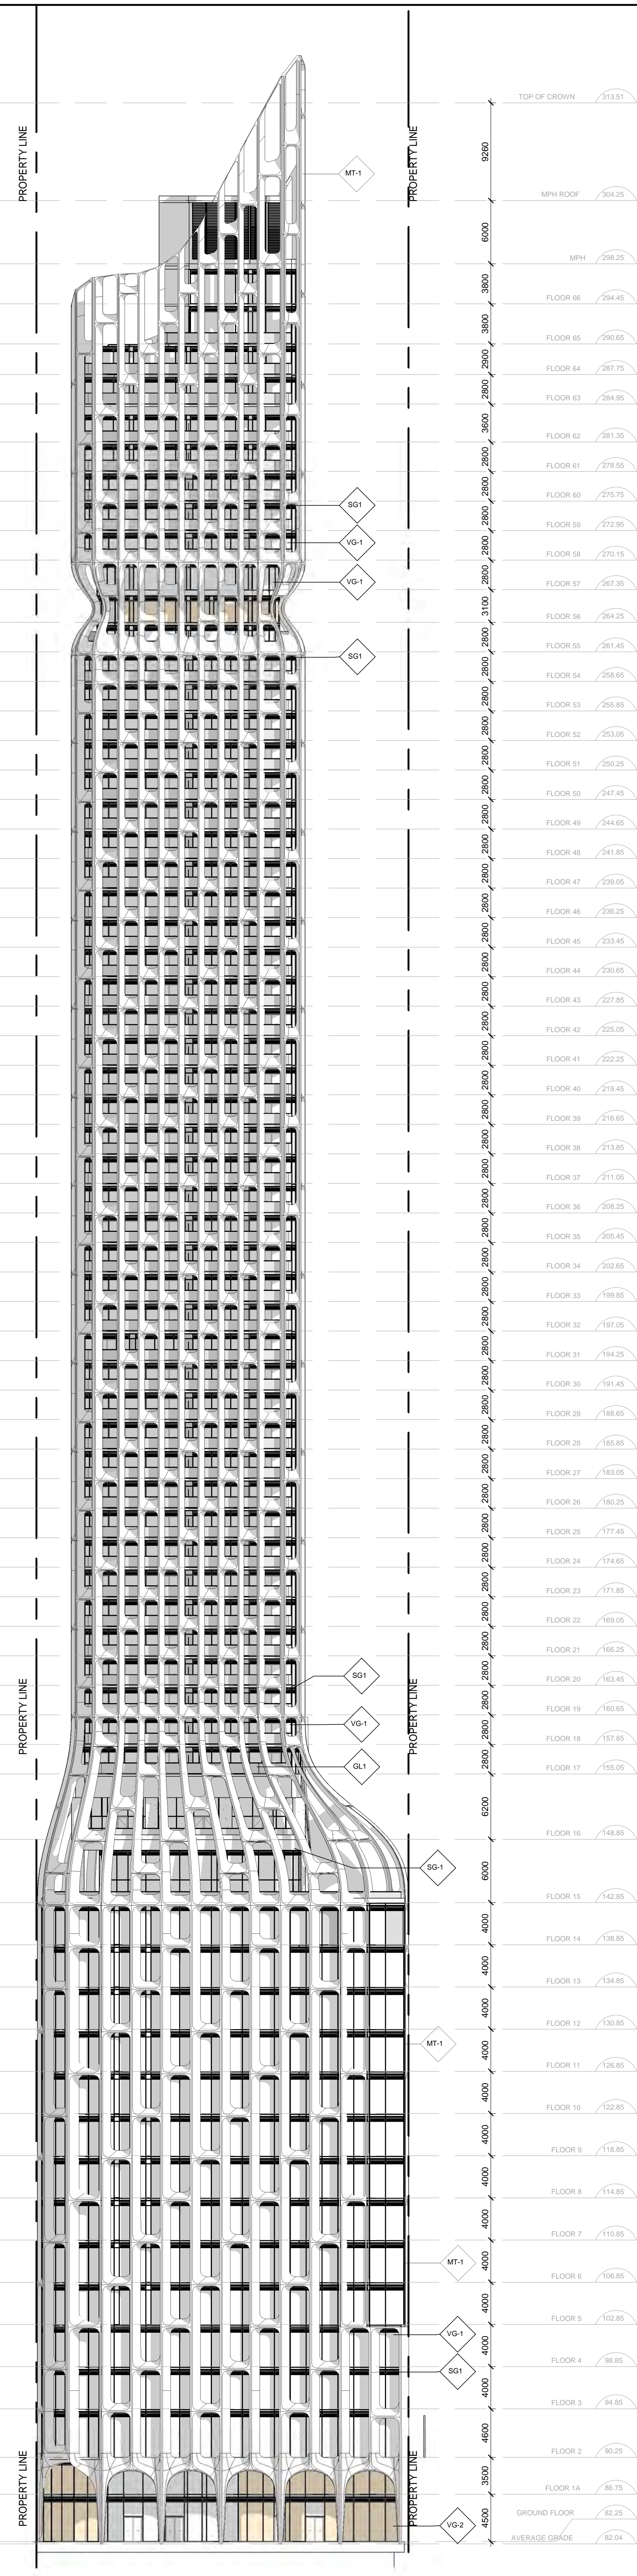 TOP OF CROWN 313.51
PROPERTY LINE
PROPERTY LINE
9260
MT-1
MPH ROOF 304.25
6000
MPH 298.25
3800
FLOOR 66 294.45
3800
FLOOR 65 290.65
2900
FLOOR 64 287.75
2800
FLOOR 63 284.95
3600
FLOOR 62 281.35
2800
FLOOR 61 278.55
2800
FLOOR 60 275.75
SG1
2800
FLOOR 59 272.95
VG-1
2800
FLOOR 58 270.15
VG-1
2800
FLOOR 57 267.35
3100
FLOOR 56 264.25
2800
FLOOR 55 261.45
SG1
2800
FLOOR 54 258.65
2800
FLOOR 53 255.85
2800
FLOOR 52 253.05
2800
FLOOR 51 250.25
2800
FLOOR 50 247.45
2800
FLOOR 49 244.65
2800
FLOOR 48 241.85
2800
FLOOR 47 239.05
2800
FLOOR 46 236.25
2800
FLOOR 45 233.45
2800
FLOOR 44 230.65
2800
FLOOR 43 227.85
2800
FLOOR 42 225.05
2800
FLOOR 41 222.25
2800
FLOOR 40 219.45
2800
FLOOR 39 216.65
2800
FLOOR 38 213.85
2800
FLOOR 37 211.05
2800
FLOOR 36 208.25
2800
FLOOR 35 205.45
2800
FLOOR 34 202.65
2800
FLOOR 33 199.85
2800
FLOOR 32 197.05
2800
FLOOR 31 194.25
2800
FLOOR 30 191.45
2800
FLOOR 29 188.65
2800
FLOOR 28 185.85
2800
FLOOR 27 183.05
2800
FLOOR 26 180.25
2800
FLOOR 25 177.45
2800
FLOOR 24 174.65
2800
FLOOR 23 171.85
2800
FLOOR 22 169.05
2800
FLOOR 21 166.25
SG1
2800
FLOOR 20 163.45
PROPERTY LINE
PROPERTY LINE
2800
FLOOR 19 160.65
VG-1
2800
FLOOR 18 157.85
GL1
2800
FLOOR 17 155.05
6200
FLOOR 16 148.85
SG-1
6000
FLOOR 15 142.85
4000
FLOOR 14 138.85
4000
FLOOR 13 134.85
4000
FLOOR 12 130.85
MT-1
4000
FLOOR 11 126.85
4000
FLOOR 10 122.85
4000
FLOOR 9 118.85
4000
FLOOR 8 114.85
4000
FLOOR 7 110.85
MT-1
4000
FLOOR 6 106.85
4000
FLOOR 5 102.85
VG-1
4000
FLOOR 4 98.85
SG1
4000
FLOOR 3 94.85
4600
FLOOR 2 90.25
PROPERTY LINE
PROPERTY LINE
3500
FLOOR 1A 86.75
GROUND FLOOR 82.25
VG-2
4500
AVERAGE GRADE 82.04